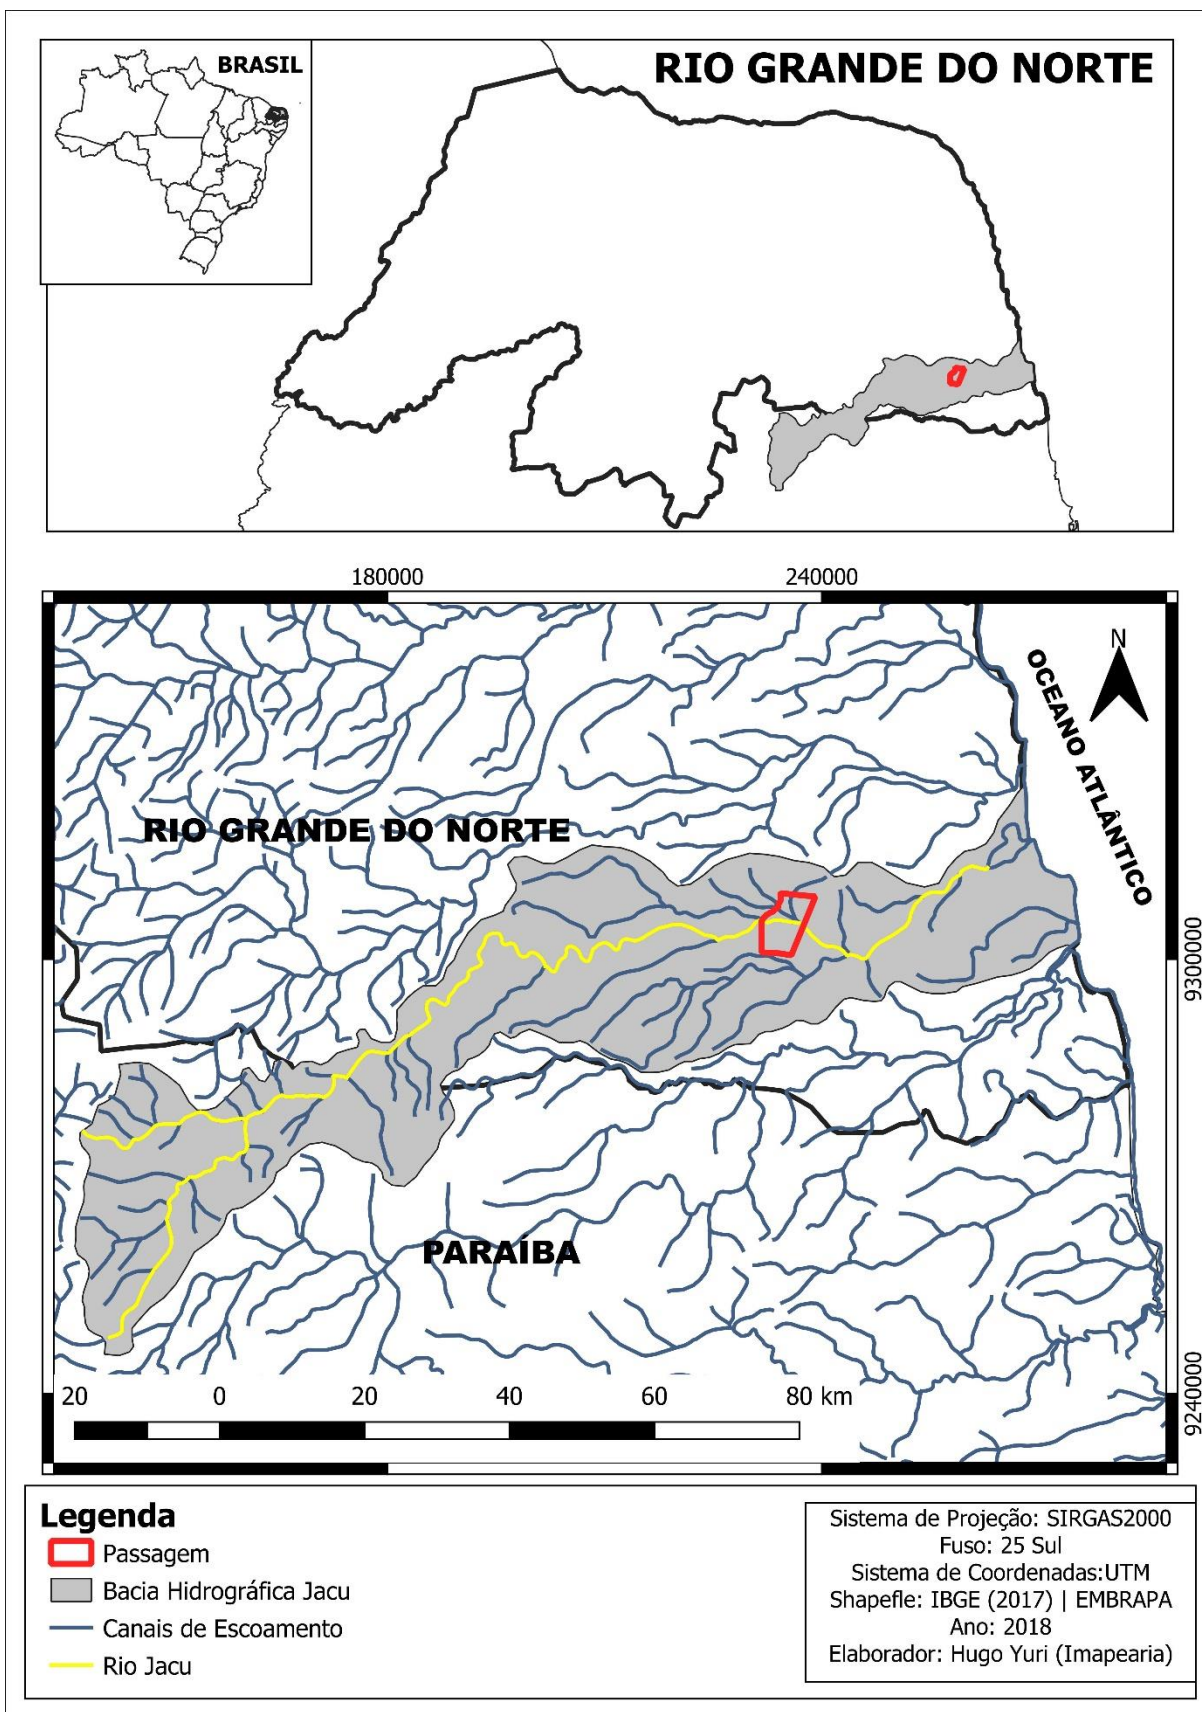 BRASIL
RIO GRANDE DO NORTE
180000
240000
N
OCEANO ATLÂNTICO
RIO GRANDE DO NORTE
9300000
PARAÍBA
20 0 20 40 60 80 km
9240000
Legenda
Passagem
Bacia Hidrográfica Jacu
Canais de Escoamento
Rio Jacu
Sistema de Projeção: SIRGAS2000
Fuso: 25 Sul
Sistema de Coordenadas:UTM
Shapefle: IBGE (2017) | EMBRAPA
Ano: 2018
Elaborador: Hugo Yuri (Imapearia)